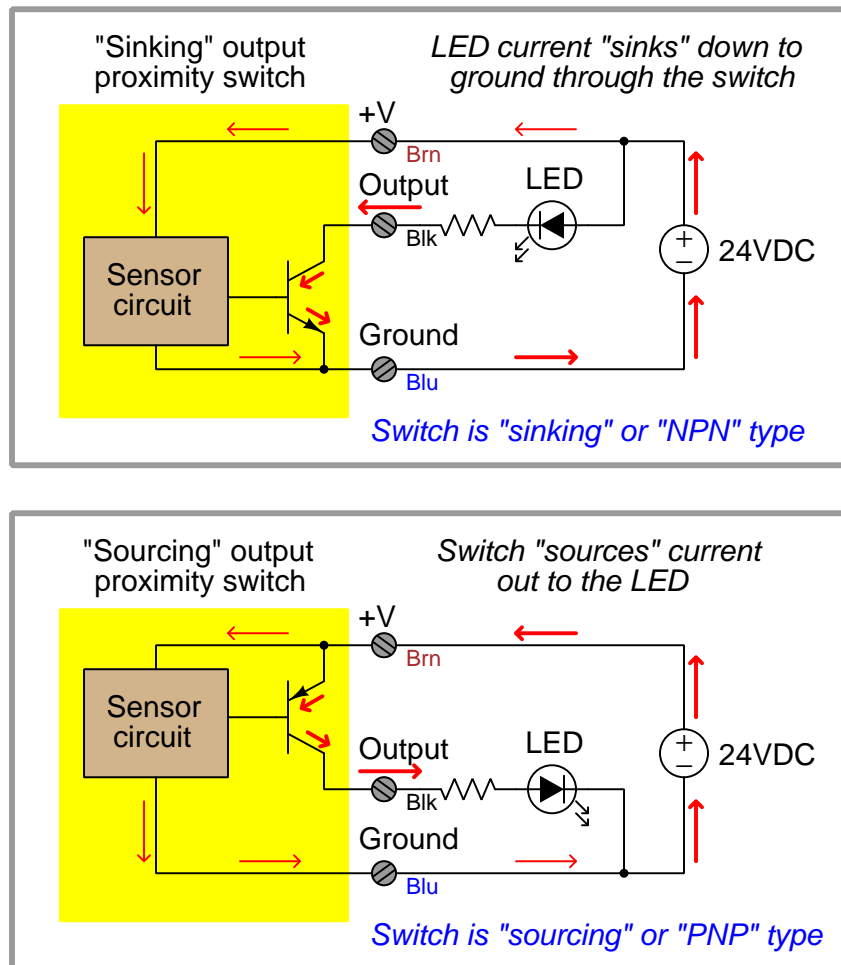 "Sinking" output
proximity switch
LED current "sinks" down to
ground through the switch
+V
Brn
Output
LED
Blk
+
−
24VDC
Sensor
circuit
Ground
Blu
Switch is "sinking" or "NPN" type
"Sourcing" output
proximity switch
Switch "sources" current
out to the LED
+V
Brn
Sensor
circuit
Output
LED
+
−
24VDC
Blk
Ground
Blu
Switch is "sourcing" or "PNP" type